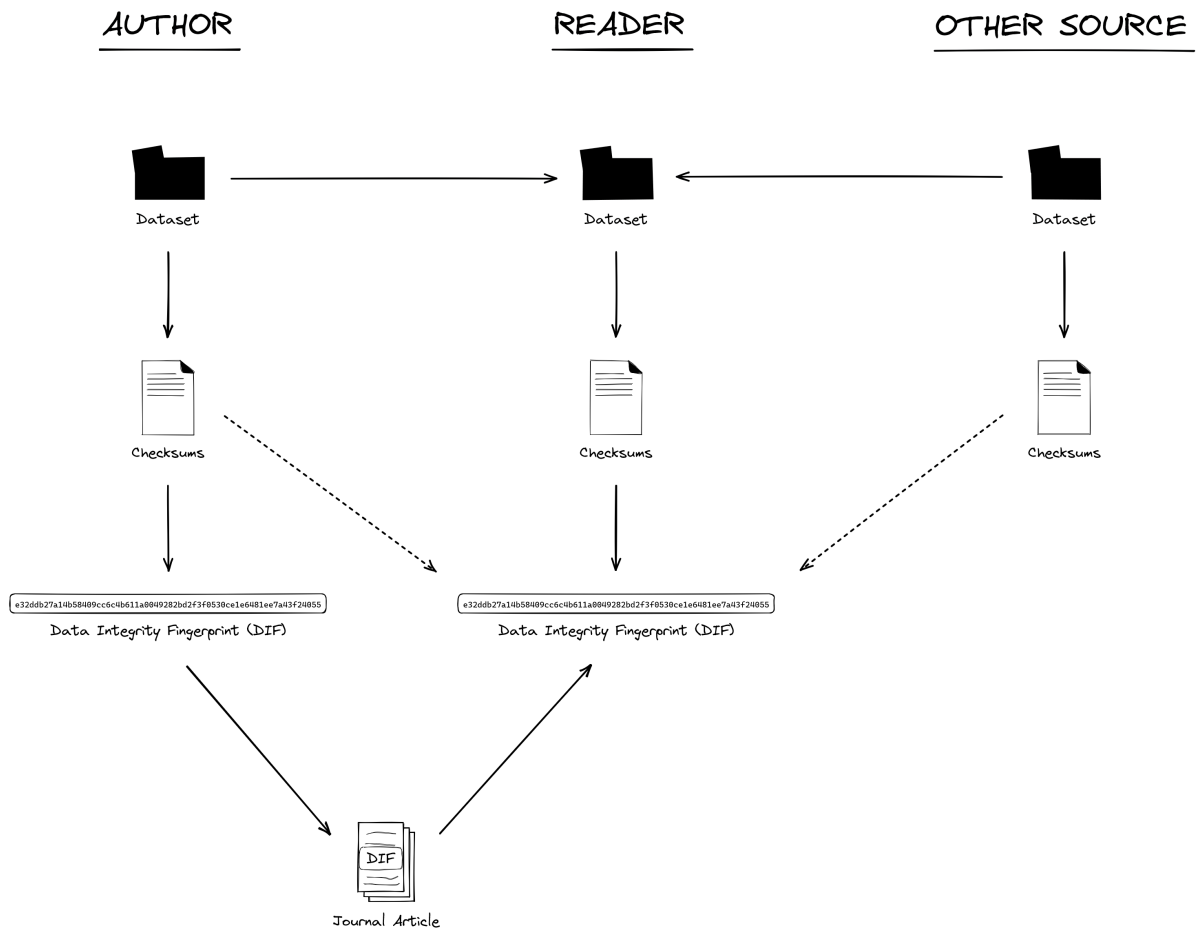 AUTHOR
READER
OTHER SOURCE
Dataset
Dataset
Dataset
Checksums
Checksums
Checksums
e32ddb27a14b58409cc6c4b611a0049282bd2f3f0530ce1e6481ee7a43f24055
e32ddb27a14b58409cc6c4b611a0049282bd2f3f0530ce1e6481ee7a43f24055
Data Integrity Fingerprint (DIF)
Data Integrity Fingerprint (DIF)
DIF
Journal Article